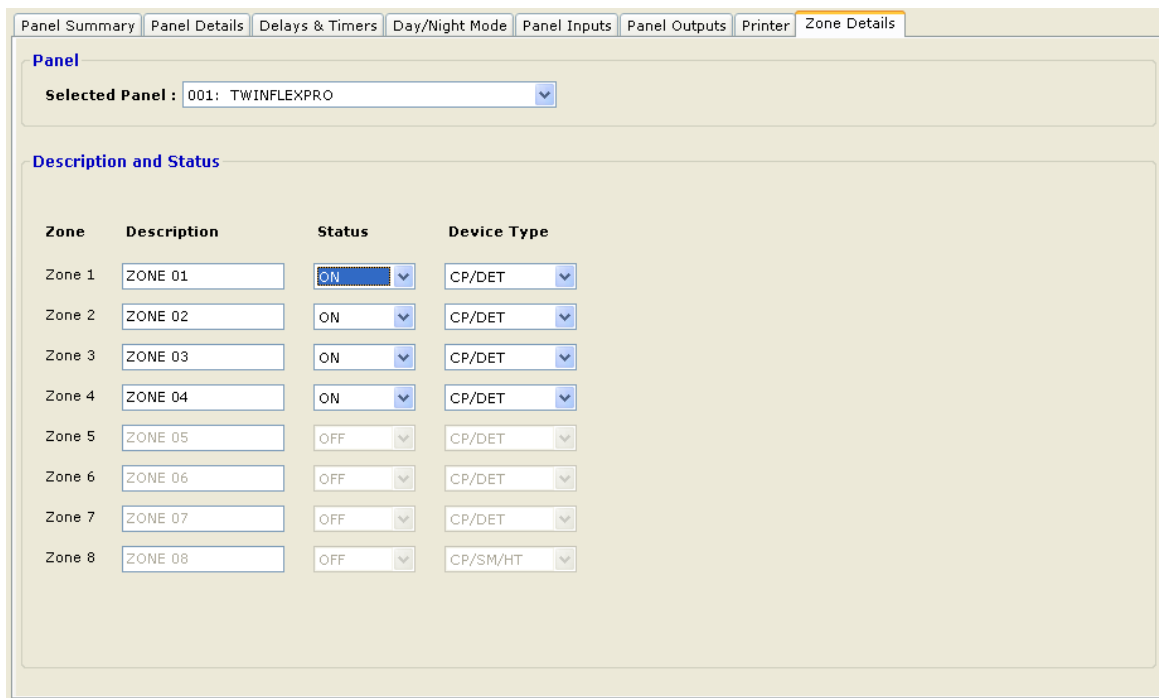 Panel Summary Panel Details Delays & Timers Day/Night Mode Panel Inputs Panel Outputs Printer Zone Details
Panel
Selected Panel : 001: TWINFLEXPRO
Description and Status
Zone Description Status Device Type
Zone 1 ZONE 01 ON CP/DET
Zone 2 ZONE 02 ON CP/DET
Zone 3 ZONE 03 ON CP/DET
Zone 4 ZONE 04 ON CP/DET
Zone 5 ZONE 05 OFF CP/DET
Zone 6 ZONE 06 OFF CP/DET
Zone 7 ZONE 07 OFF CP/DET
Zone 8 ZONE 08 OFF CP/SM/HT